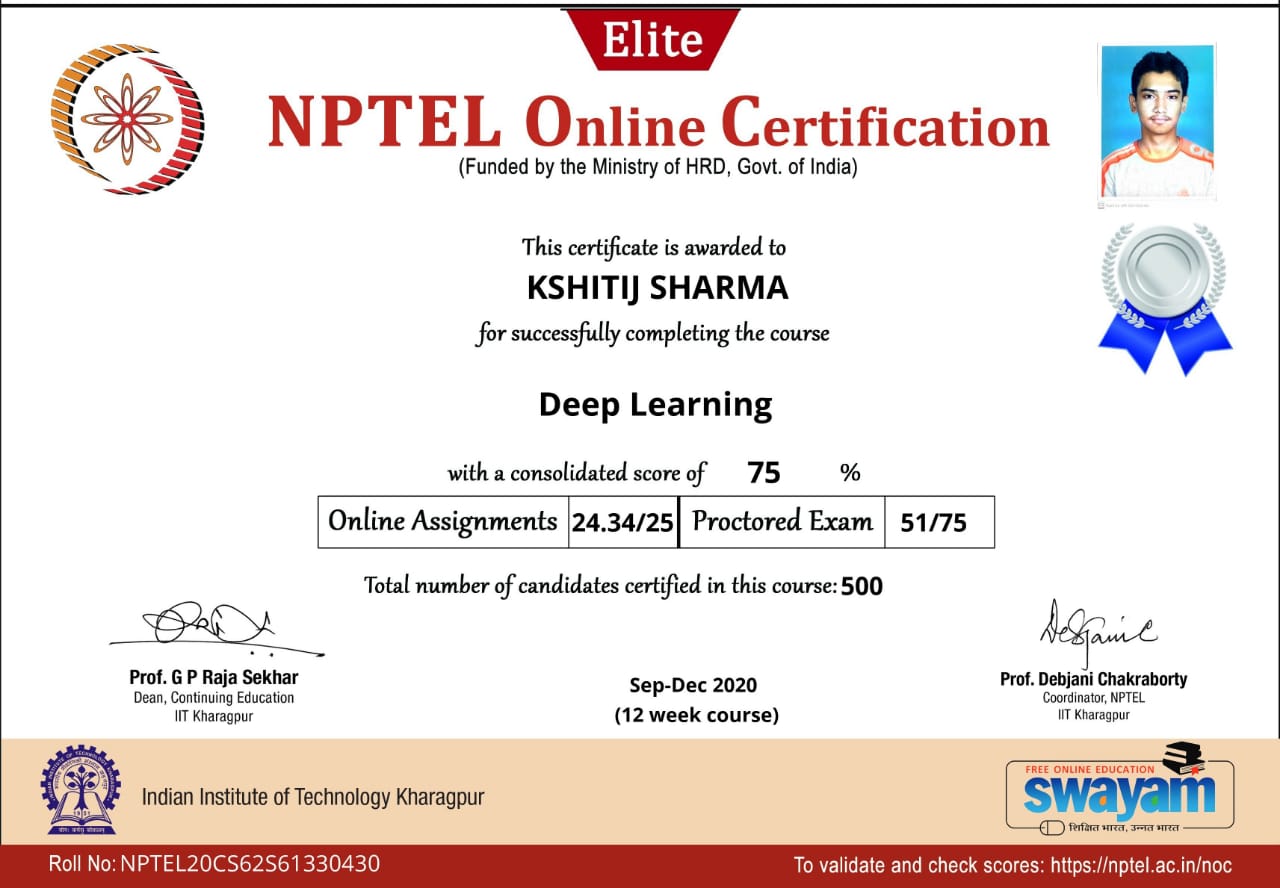 Elite
NPTEL Online Certification
(Funded by the Ministry of HRD, Govt. of India)
This certificate is awarded to
KSHITIJ SHARMA
for successfully completing the course
Deep Learning
with a consolidated score of 75 %
Online Assignments 24.34/25 Proctored Exam 51/75
Total number of candidates certified in this course: 500
Prof. G P Raja Sekhar
Dean, Continuing Education
IIT Kharagpur
Sep-Dec 2020
(12 week course)
Prof. Debjani Chakraborty
Coordinator, NPTEL
IIT Kharagpur
Indian Institute of Technology Kharagpur
1951
योगः कर्मसु कौशलम्
FREE ONLINE EDUCATION
swayam
शिक्षित भारत, उन्नत भारत
Roll No: NPTEL20CS62S61330430
To validate and check scores: https://nptel.ac.in/noc